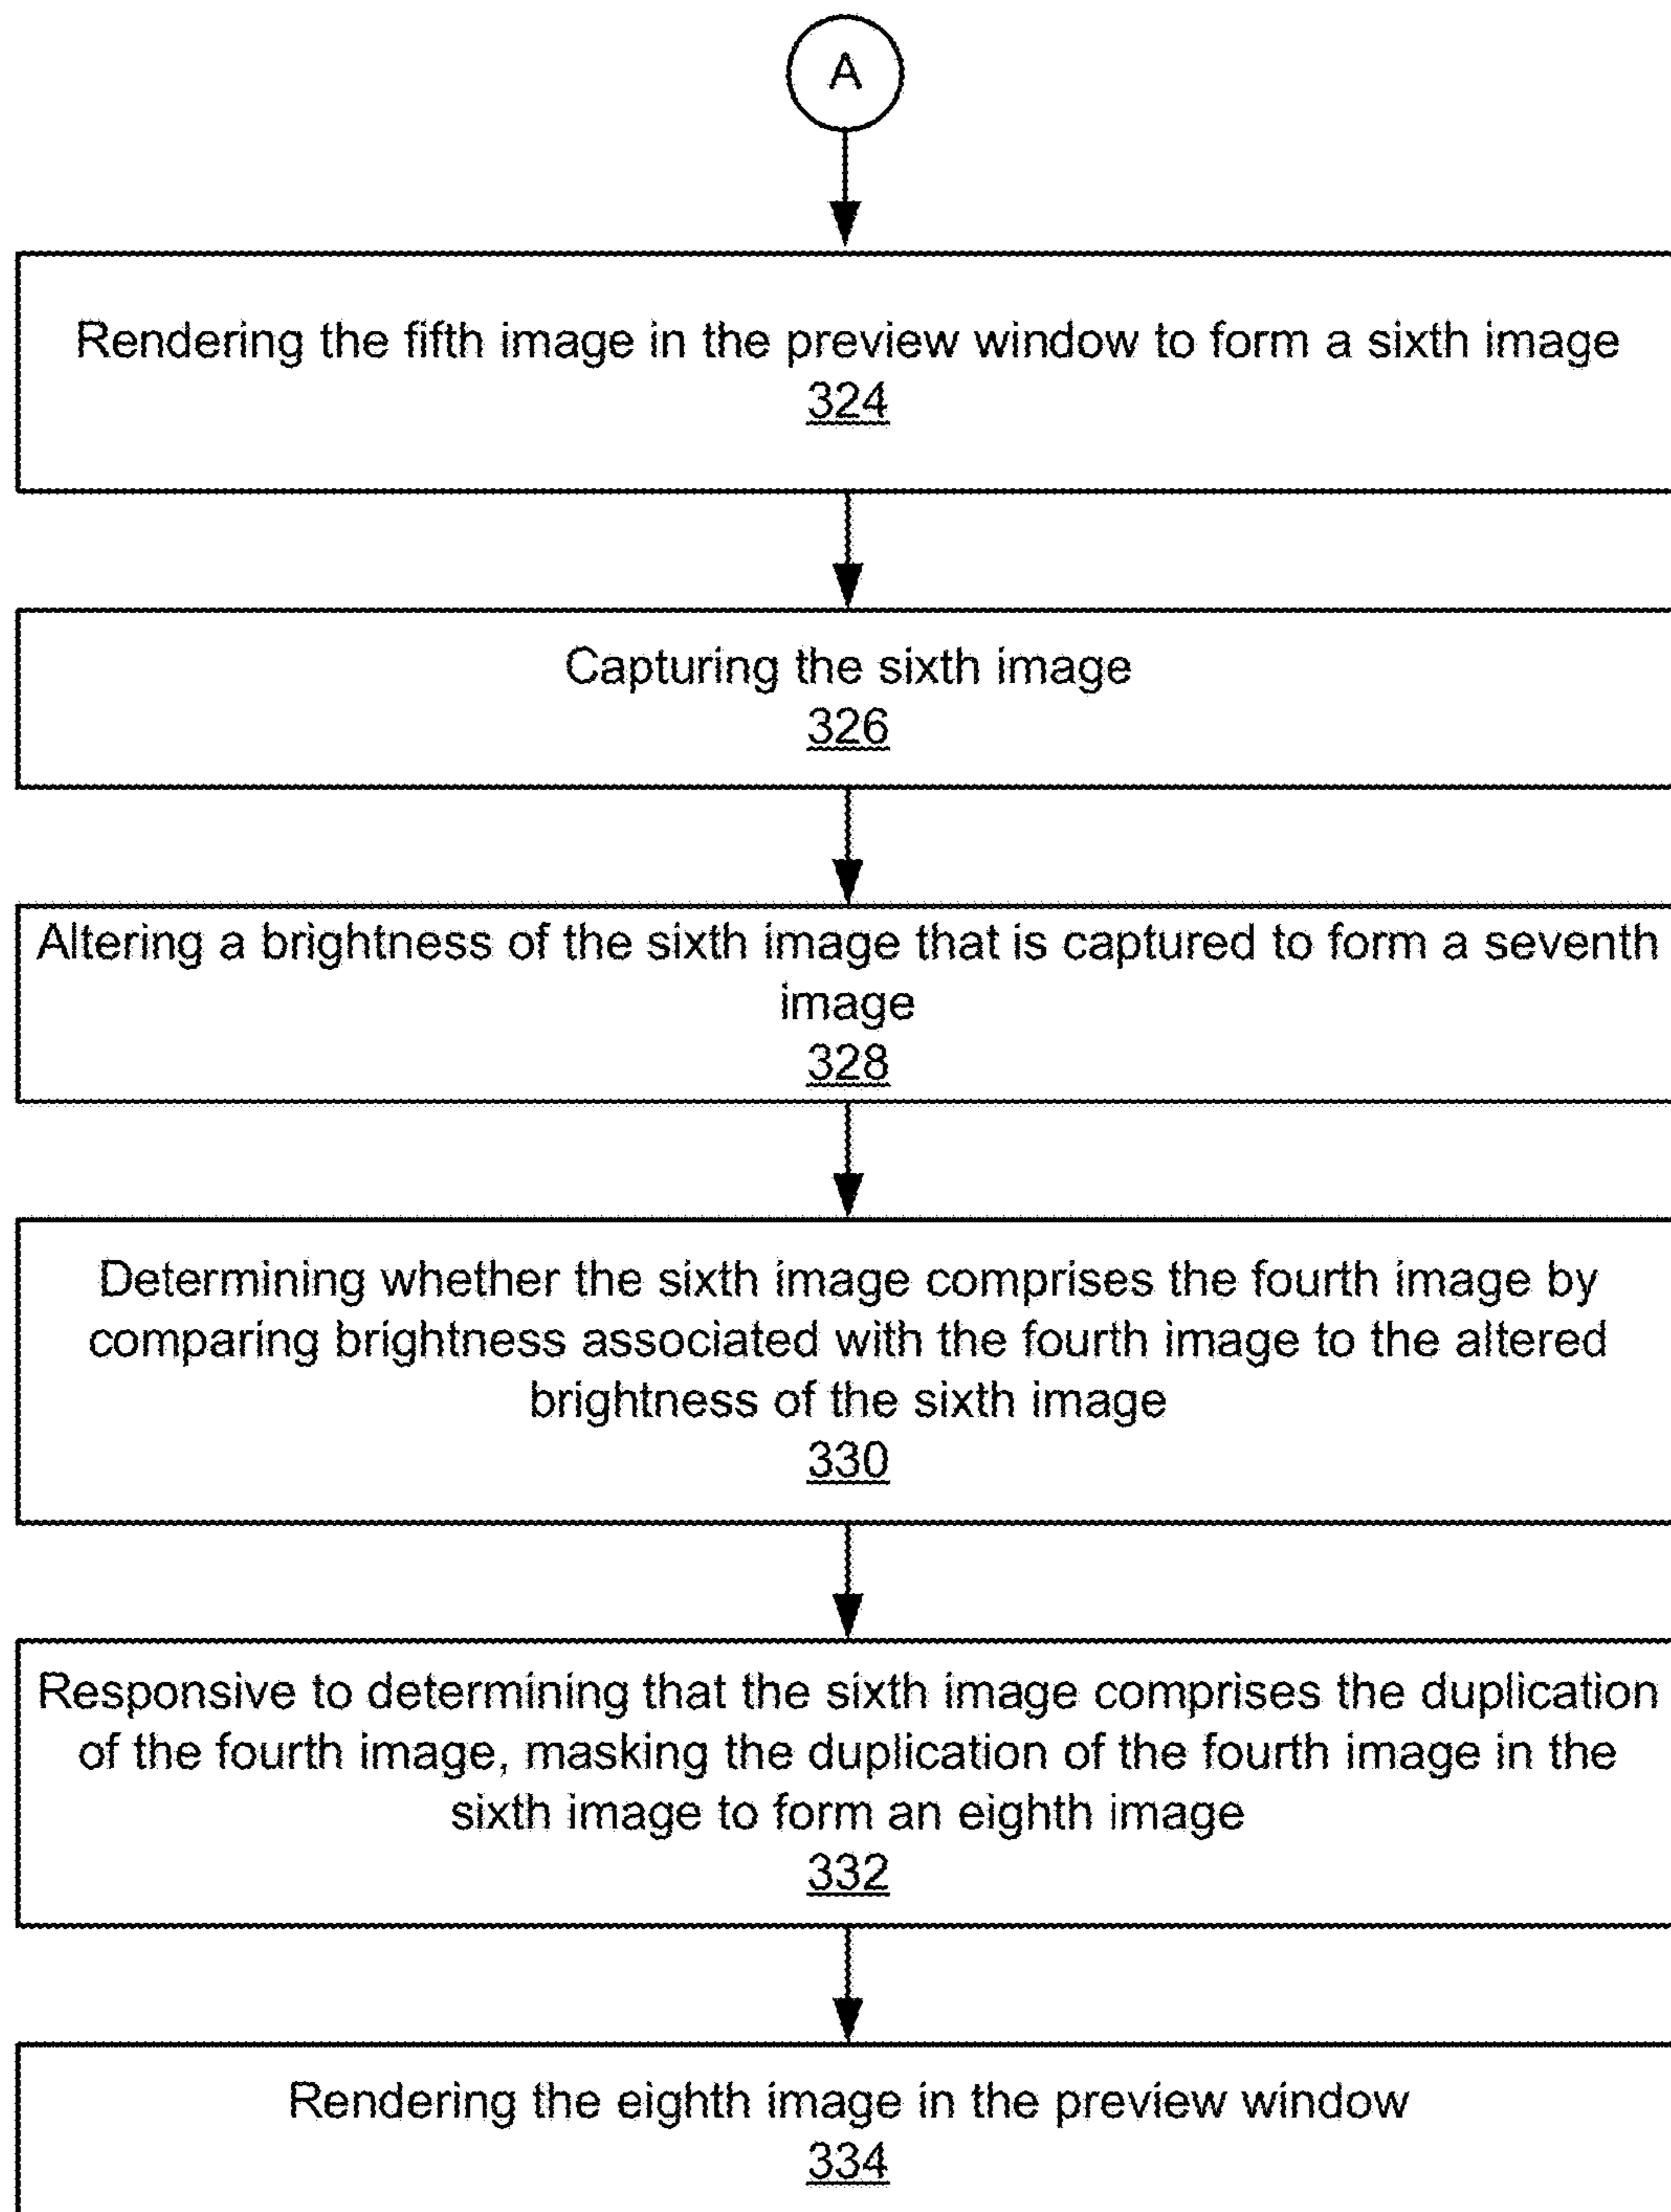 A
Rendering the fifth image in the preview window to form a sixth image
324
Capturing the sixth image
326
Altering a brightness of the sixth image that is captured to form a seventh
image
328
Determining whether the sixth image comprises the fourth image by
comparing brightness associated with the fourth image to the altered
brightness of the sixth image
330
Responsive to determining that the sixth image comprises the duplication
of the fourth image, masking the duplication of the fourth image in the
sixth image to form an eighth image
332
Rendering the eighth image in the preview window
334